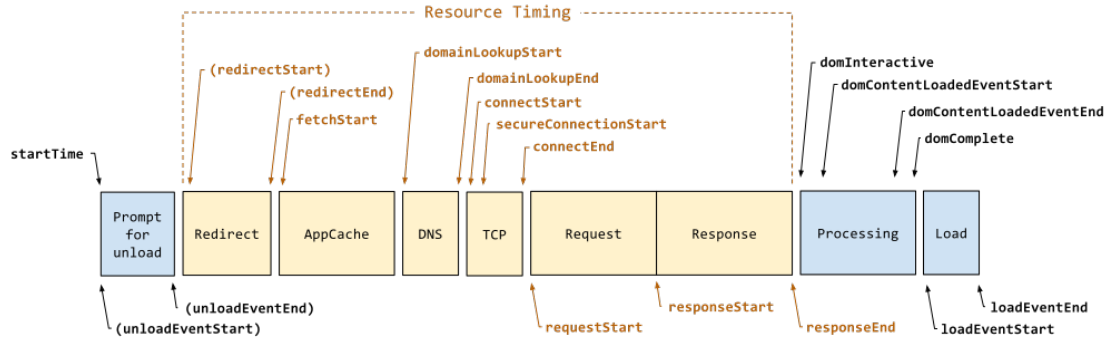 Resource Timing
domainLookupStart
(redirectStart)
domInteractive
domainLookupEnd
domContentLoadedEventStart
(redirectEnd)
connectStart
domContentLoadedEventEnd
fetchStart
secureConnectionStart
domComplete
connectEnd
startTime
Prompt
for
unload
Redirect
AppCache
DNS
TCP
Request
Response
Processing
Load
(unloadEventEnd)
responseStart
loadEventEnd
(unloadEventStart)
requestStart
responseEnd
loadEventStart